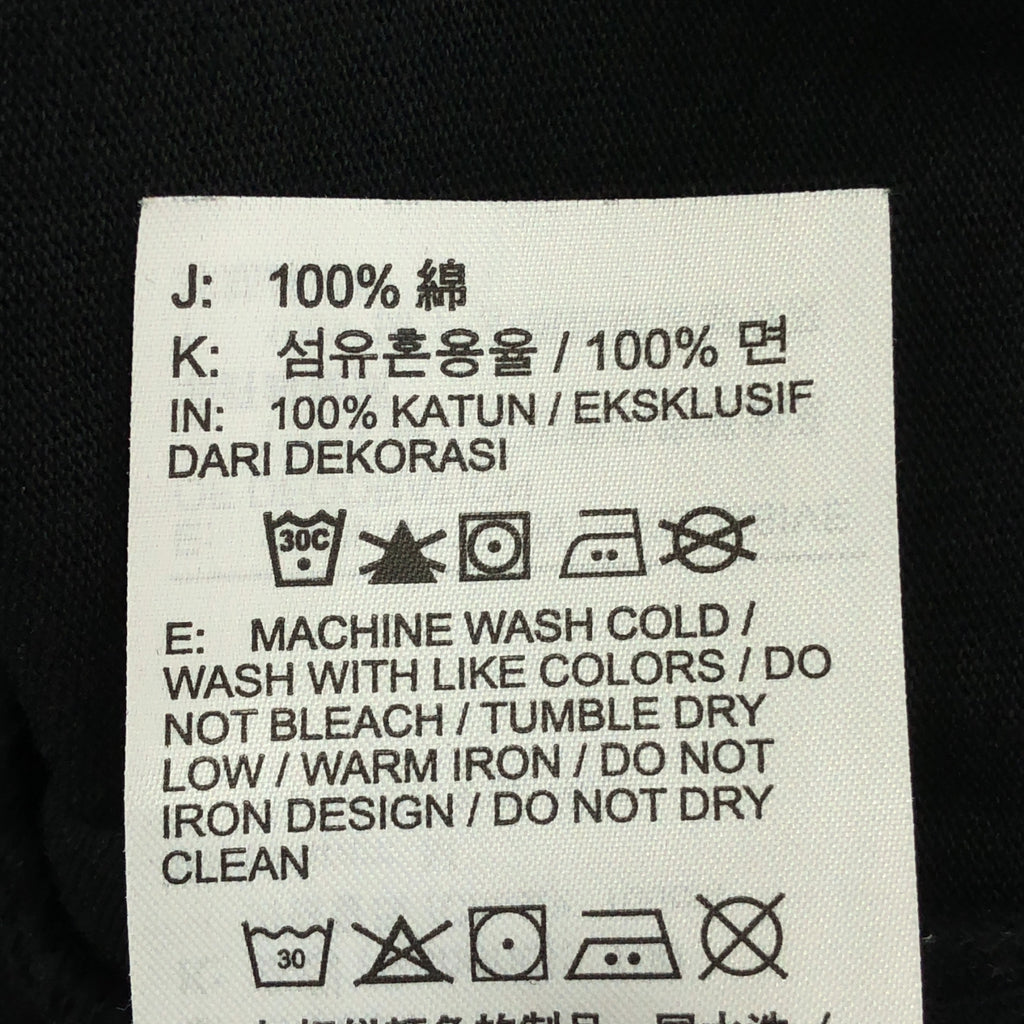 J: 100% 綿
K: 섬유혼용율 / 100% 면
IN: 100% KATUN / EKSKLUSIF
DARI DEKORASI
30C
E: MACHINE WASH COLD /
WASH WITH LIKE COLORS / DO
NOT BLEACH / TUMBLE DRY
LOW / WARM IRON / DO NOT
IRON DESIGN / DO NOT DRY
CLEAN
30